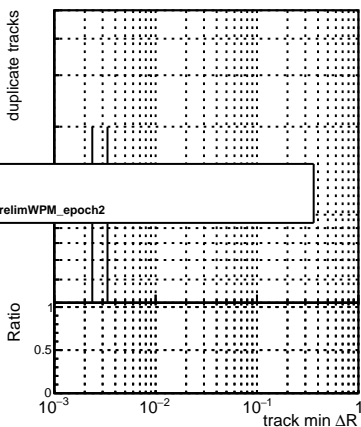 duplicate tracks
relimWPM_epoch2
Ratio
1
0.5
0
10⁻³ 10⁻² 10⁻¹ 1
track min ΔR